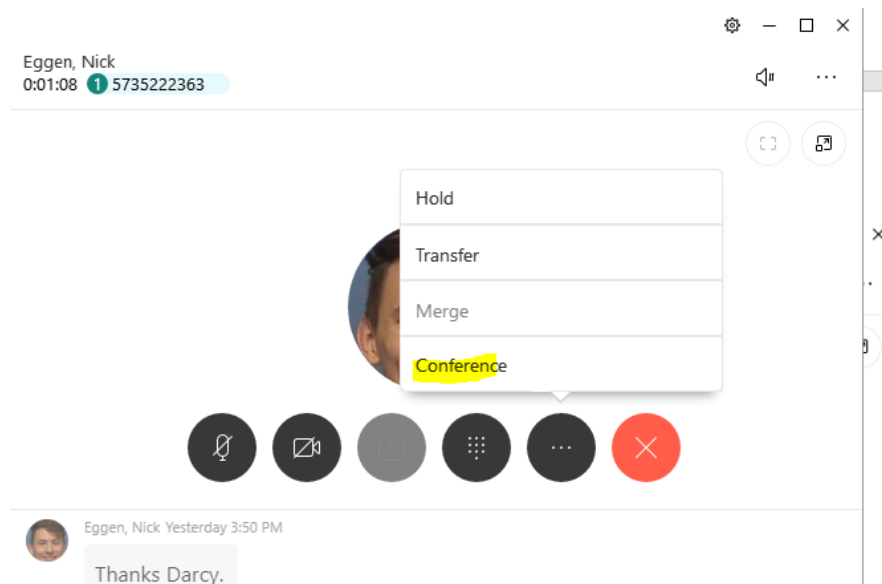 Eggen, Nick
0:01:08 1 5735222363
Hold
Transfer
Merge
Conference
Eggen, Nick Yesterday 3:50 PM
Thanks Darcy.